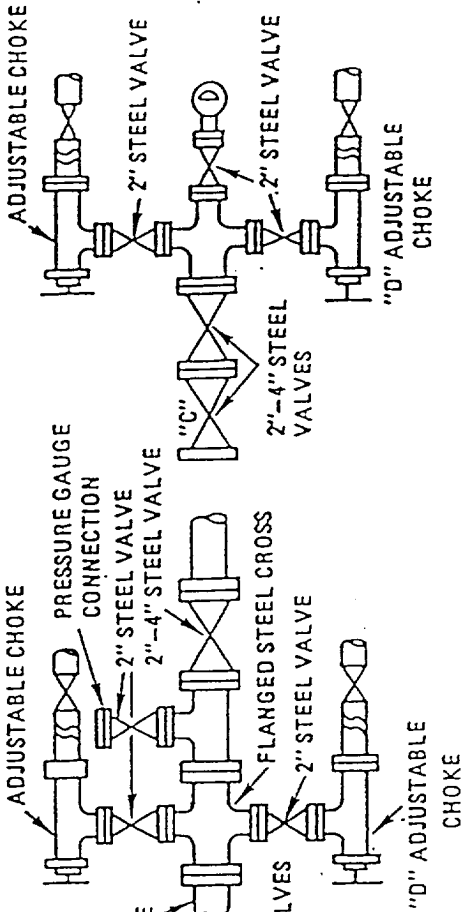 ADJUSTABLE CHOKE
2" STEEL VALVE
2" STEEL VALVE
"D" ADJUSTABLE
CHOKE
"C"
2"–4" STEEL
VALVES
ADJUSTABLE CHOKE
PRESSURE GAUGE
CONNECTION
2" STEEL VALVE
2"–4" STEEL VALVE
FLANGED STEEL CROSS
2" STEEL VALVE
"D" ADJUSTABLE
CHOKE